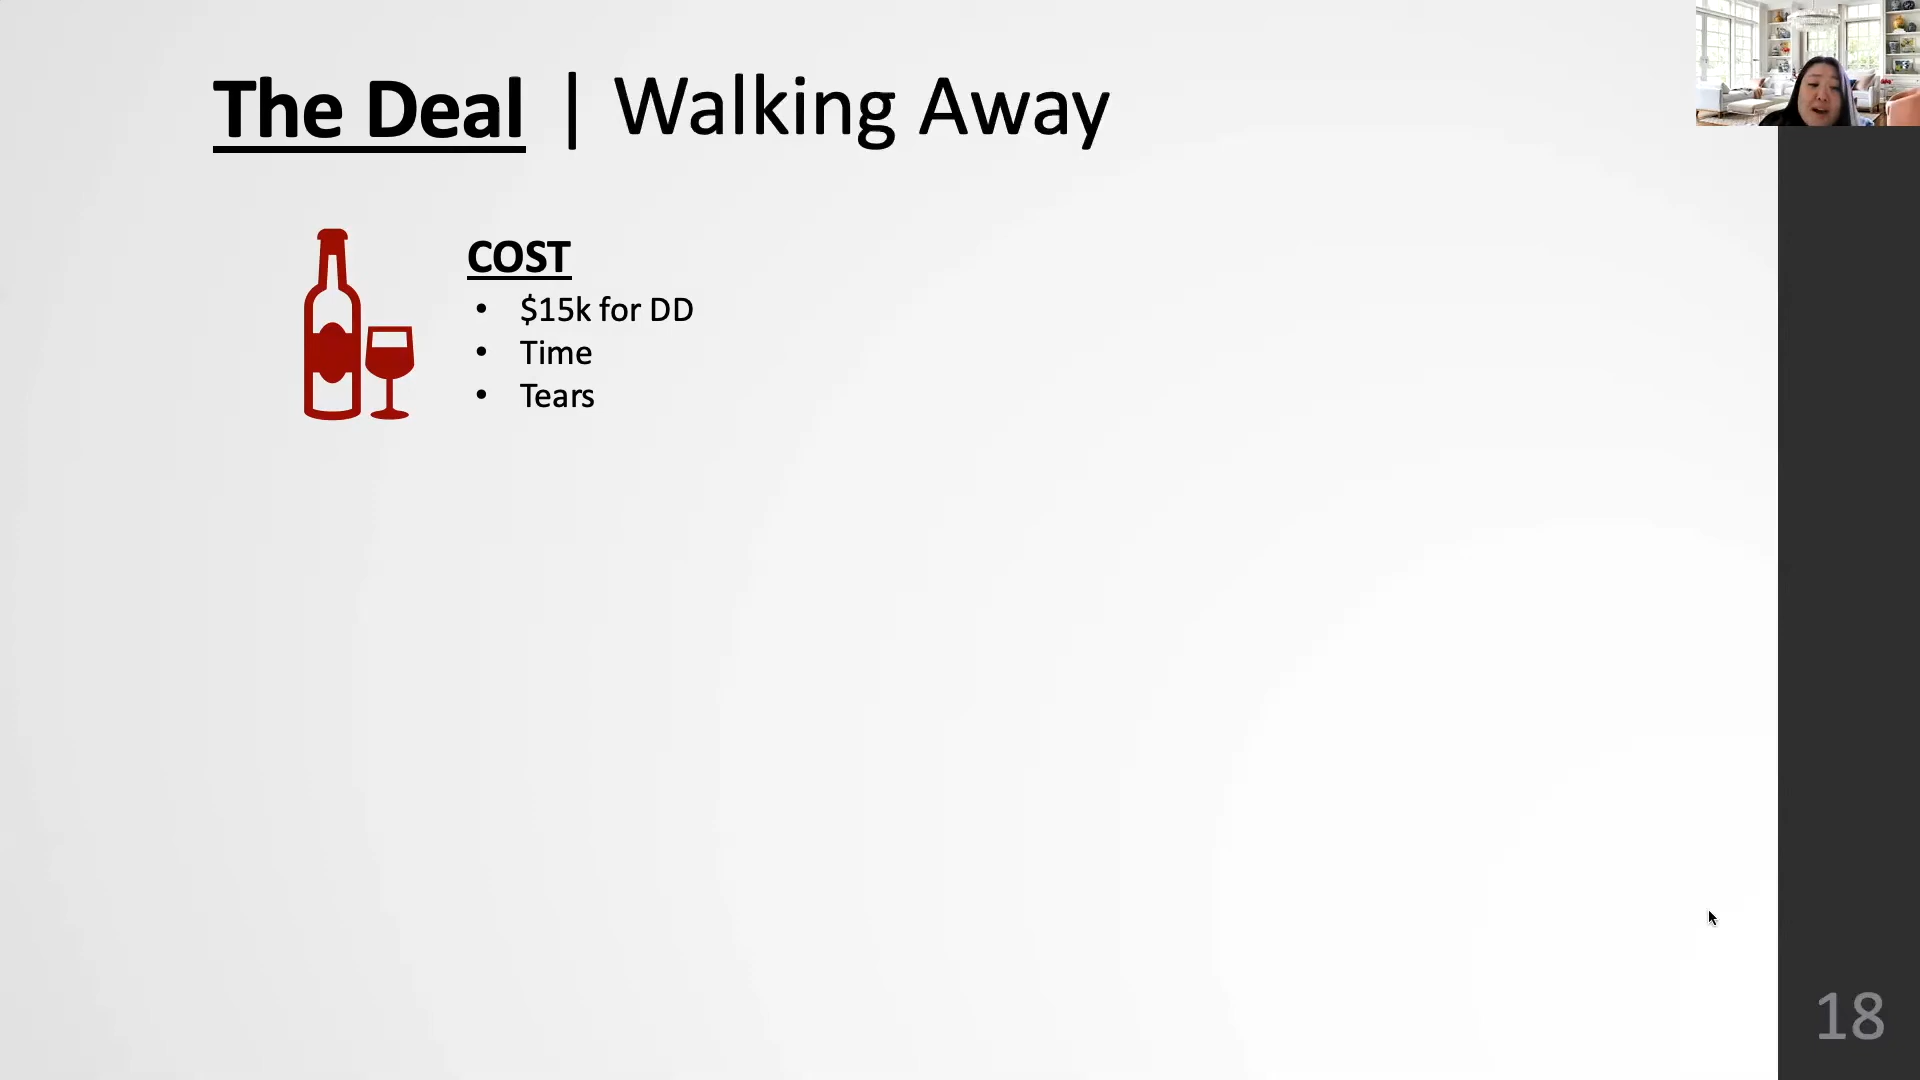 The Deal | Walking Away
COST
• $15k for DD
• Time
• Tears
18